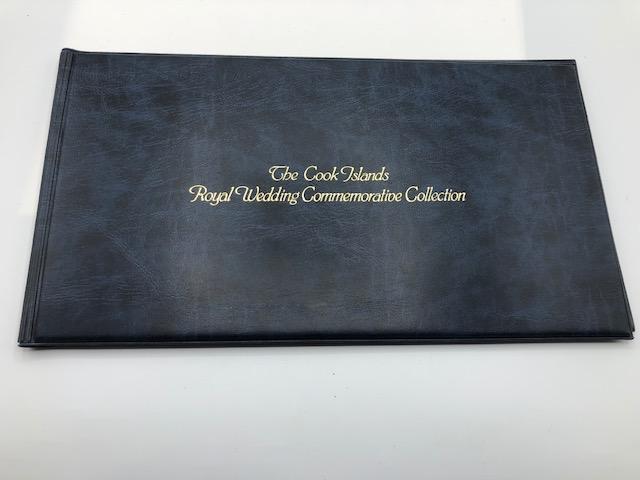 The Cook Islands
Royal Wedding Commemorative Collection